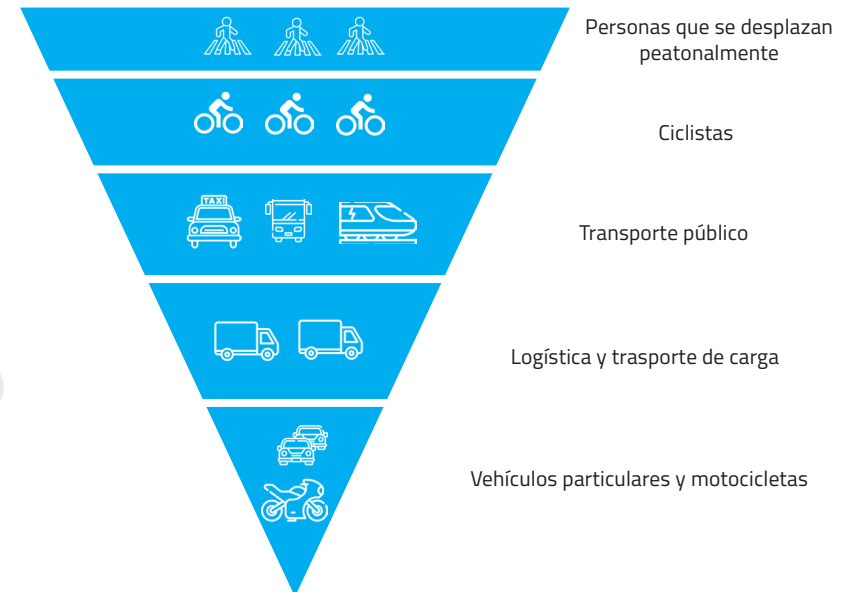 Personas que se desplazan
peatonalmente
Ciclistas
TAXI
Transporte público
Logística y trasporte de carga
Vehículos particulares y motocicletas